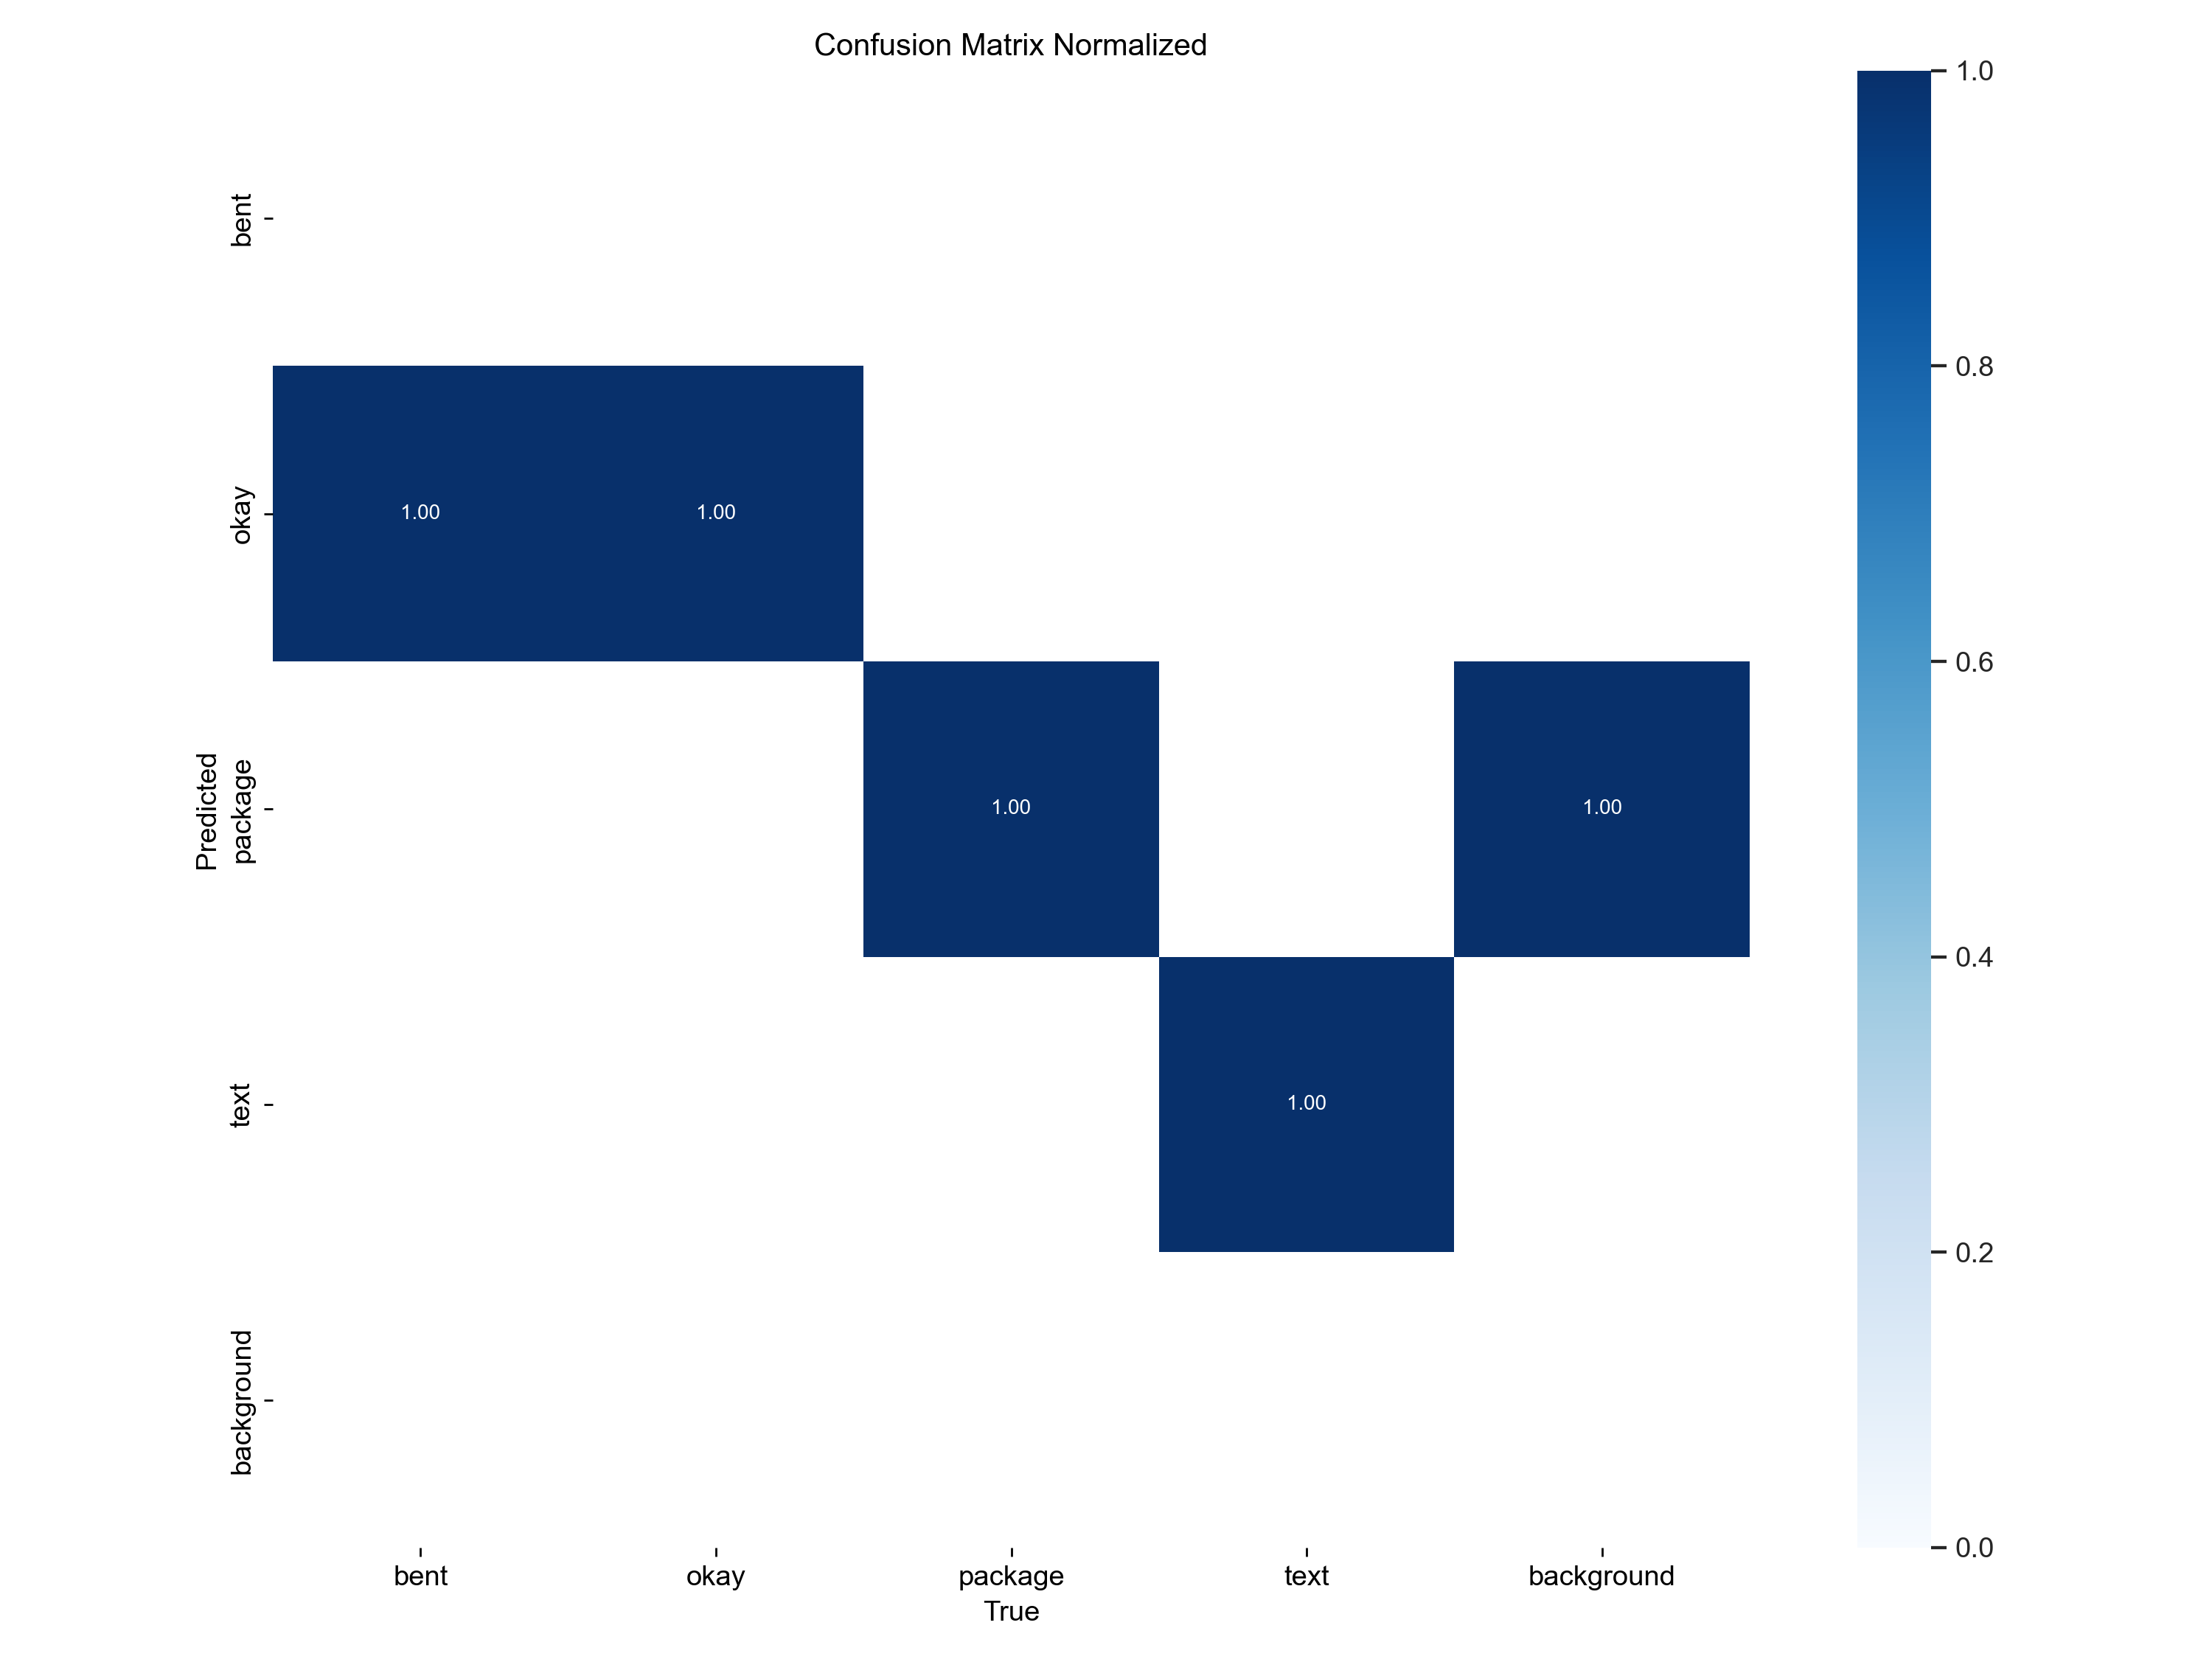 Confusion Matrix Normalized
bent
okay
package
text
background
Predicted
1.00
1.00
1.00
1.00
1.00
bent
okay
package
text
background
True
1.0
0.8
0.6
0.4
0.2
0.0